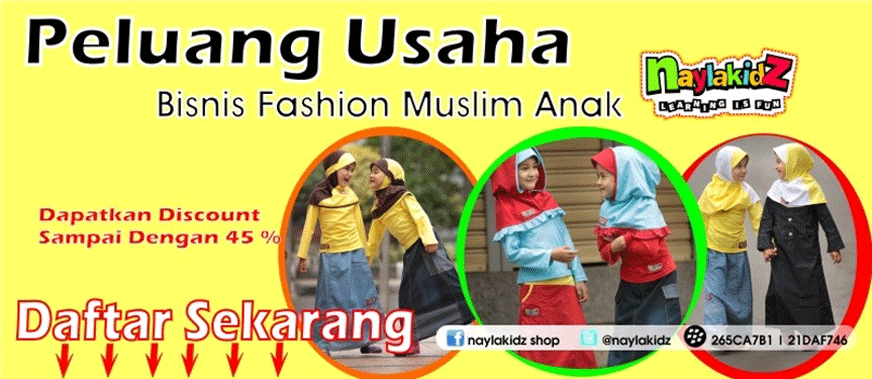 Peluang Usaha
Bisnis Fashion Muslim Anak
naylakidz
LEARNING IS FUN
Dapatkan Discount
Sampai Dengan 45 %
Daftar Sekarang
naylakidz shop
@naylakidz
265CA7B1 | 21DAF746